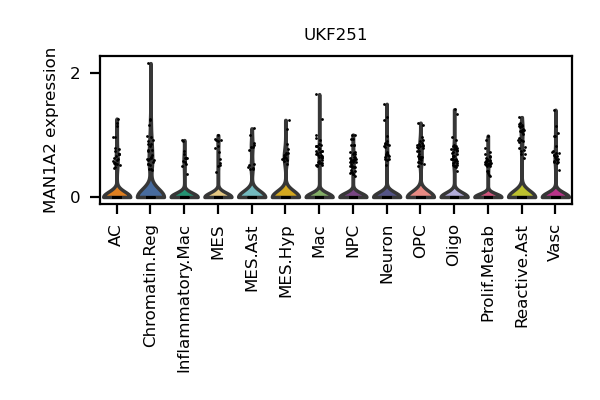 UKF251
MAN1A2 expression
2
0
AC
Chromatin.Reg
Inflammatory.Mac
MES
MES.Ast
MES.Hyp
Mac
NPC
Neuron
OPC
Oligo
Prolif.Metab
Reactive.Ast
Vasc